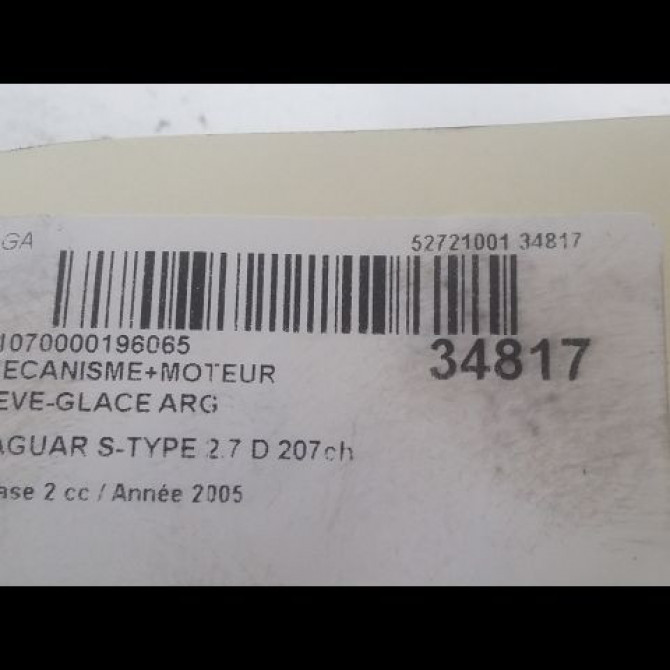 GA 52721001 34817
J070000196065
34817
ECANISME+MOTEUR
EVE-GLACE ARG
AGUAR S-TYPE 2.7 D 207ch
ase 2 cc / Année 2005